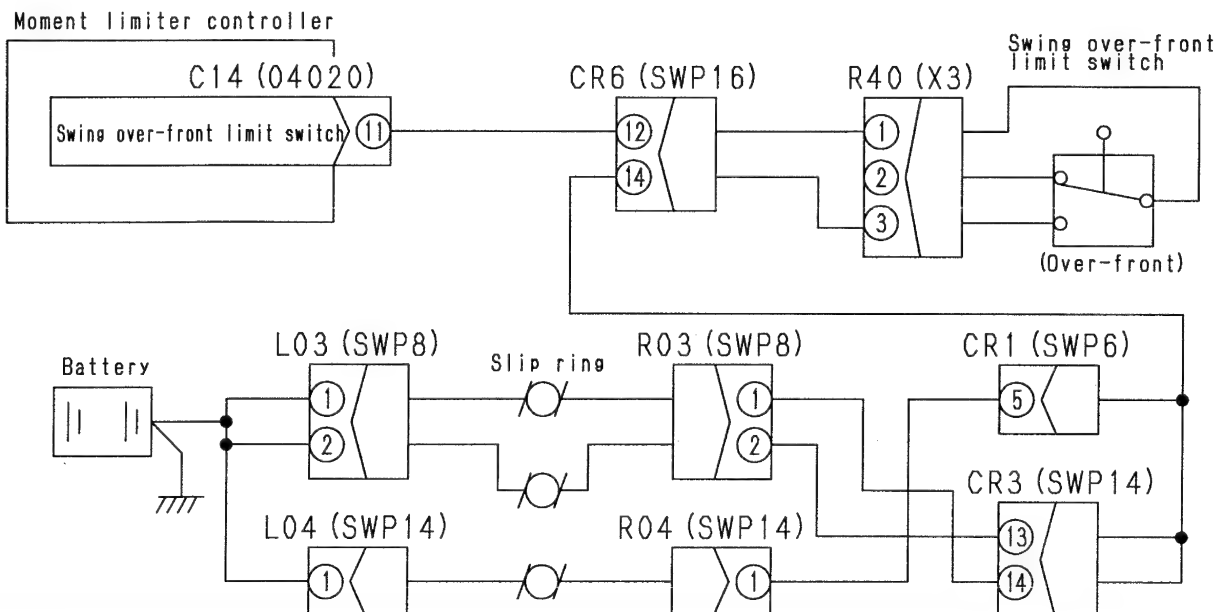 Moment limiter controller
C14 (04020)
Swing over-front limit switch
11
CR6 (SWP16)
12
14
R40 (X3)
1
2
3
Swing over-front
limit switch
(Over-front)
Battery
L03 (SWP8)
1
2
Slip ring
R03 (SWP8)
1
2
CR1 (SWP6)
5
L04 (SWP14)
1
R04 (SWP14)
1
CR3 (SWP14)
13
14